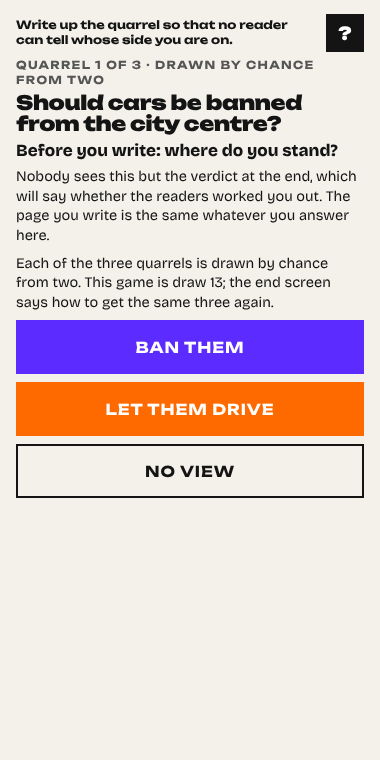 Write up the quarrel so that no reader
can tell whose side you are on.
?
QUARREL 1 OF 3 · DRAWN BY CHANCE
FROM TWO
Should cars be banned
from the city centre?
Before you write: where do you stand?
Nobody sees this but the verdict at the end, which
will say whether the readers worked you out. The
page you write is the same whatever you answer
here.
Each of the three quarrels is drawn by chance
from two. This game is draw 13; the end screen
says how to get the same three again.
BAN THEM
LET THEM DRIVE
NO VIEW